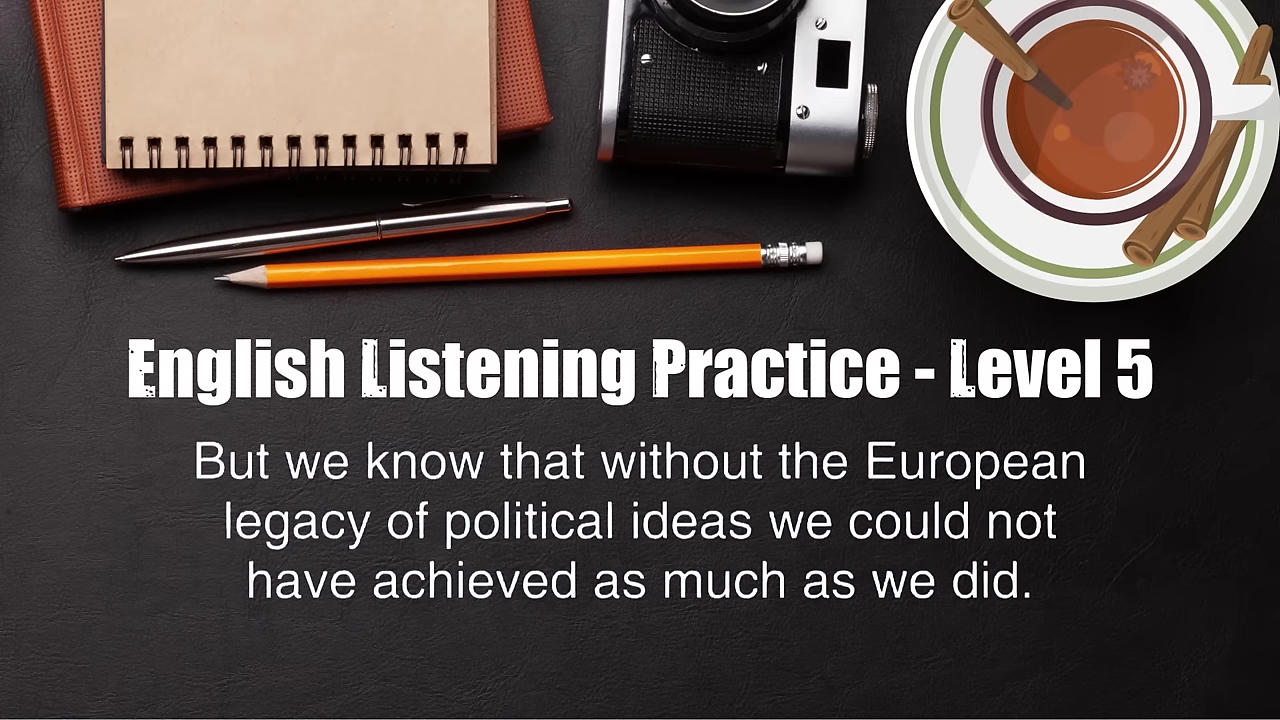 English Listening Practice - Level 5
But we know that without the European
legacy of political ideas we could not
have achieved as much as we did.